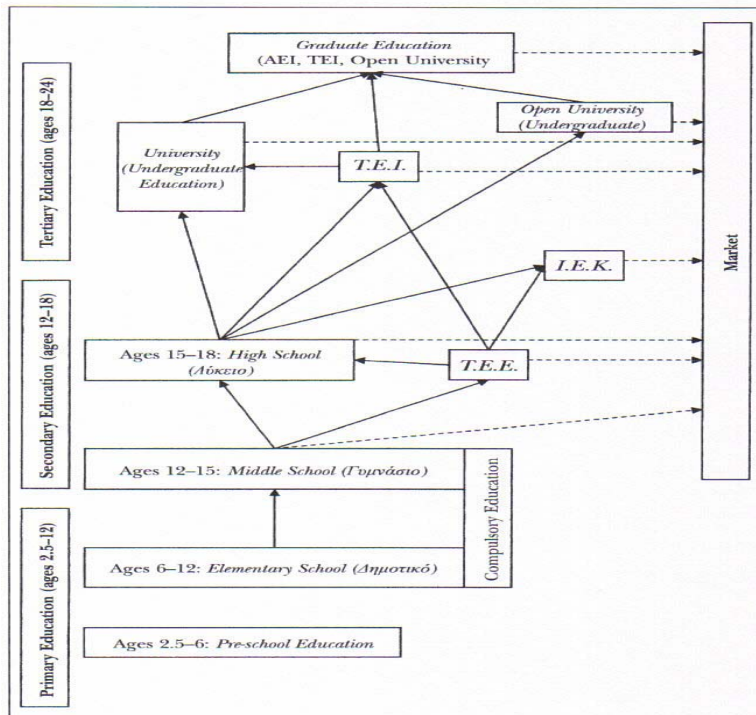 Graduate Education
(AEI, TEI, Open University
Open University
(Undergraduate)
University
(Undergraduate
Education)
T.E.I.
I.E.K.
Ages 15–18: High School
(Λύκειο)
T.E.E.
Ages 12–15: Middle School (Γυμνάσιο)
Ages 6–12: Elementary School (Δημοτικό)
Ages 2.5–6: Pre-school Education
Tertiary Education (ages 18–24)
Secondary Education (ages 12–18)
Primary Education (ages 2.5–12)
Compulsory Education
Market